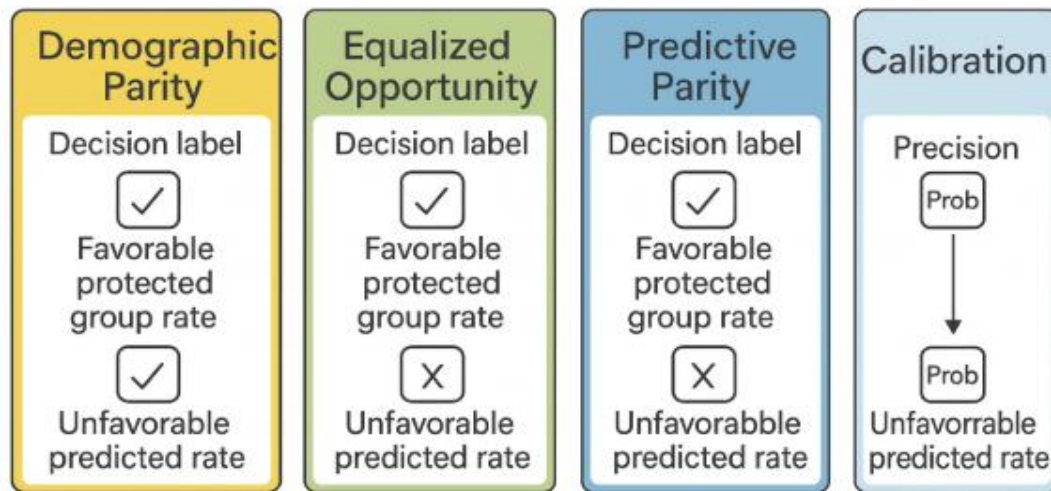 Demographic
Parity
Decision label
Favorable
protected
group rate
Unfavorable
predicted rate
Equalized
Opportunity
Decision label
Favorable
protected
group rate
X
Unfavorable
predicted rate
Predictive
Parity
Decision label
Favorable
protected
group rate
X
Unfavorabble
predicted rate
Calibration
Precision
Prob
Prob
Unfavorrable
predicted rate